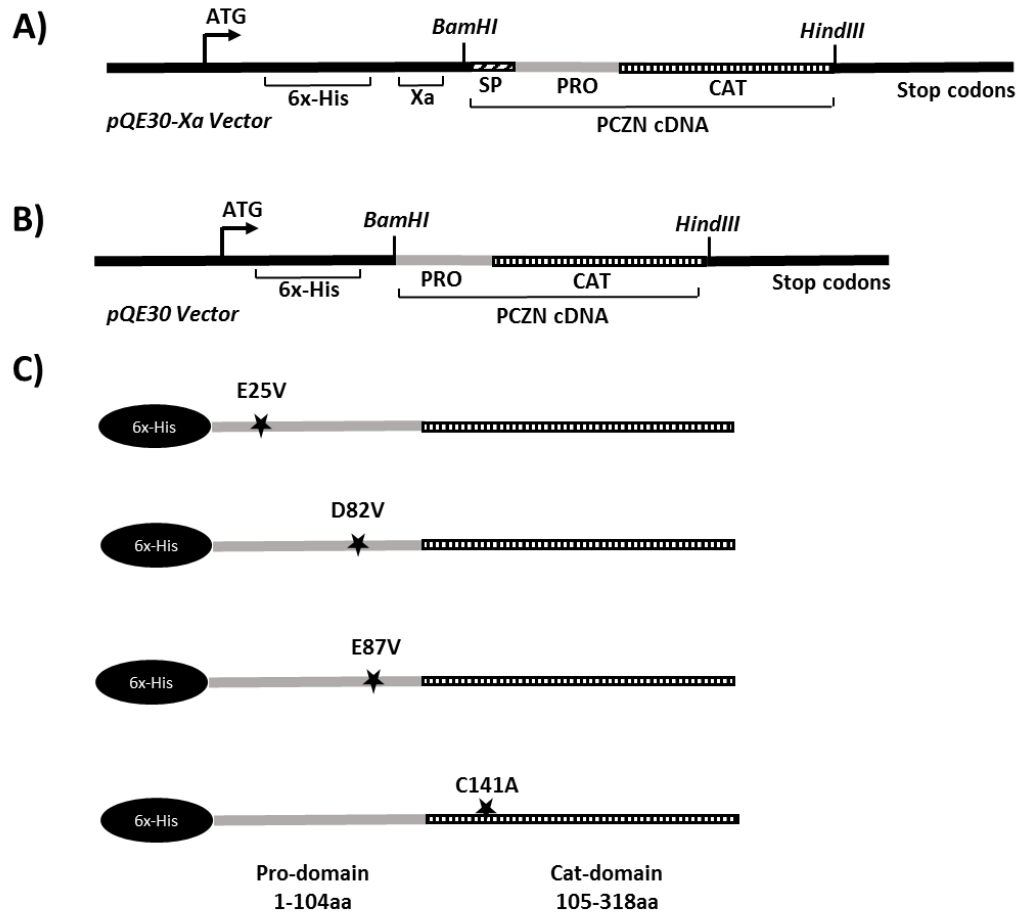 A)
ATG
BamHI
HindIII
6x-His
Xa
SP
PRO
CAT
Stop codons
pQE30-Xa Vector
PCZN cDNA
B)
ATG
BamHI
HindIII
6x-His
PRO
CAT
Stop codons
pQE30 Vector
PCZN cDNA
C)
E25V
6x-His
D82V
6x-His
E87V
6x-His
C141A
6x-His
Pro-domain
1-104aa
Cat-domain
105-318aa